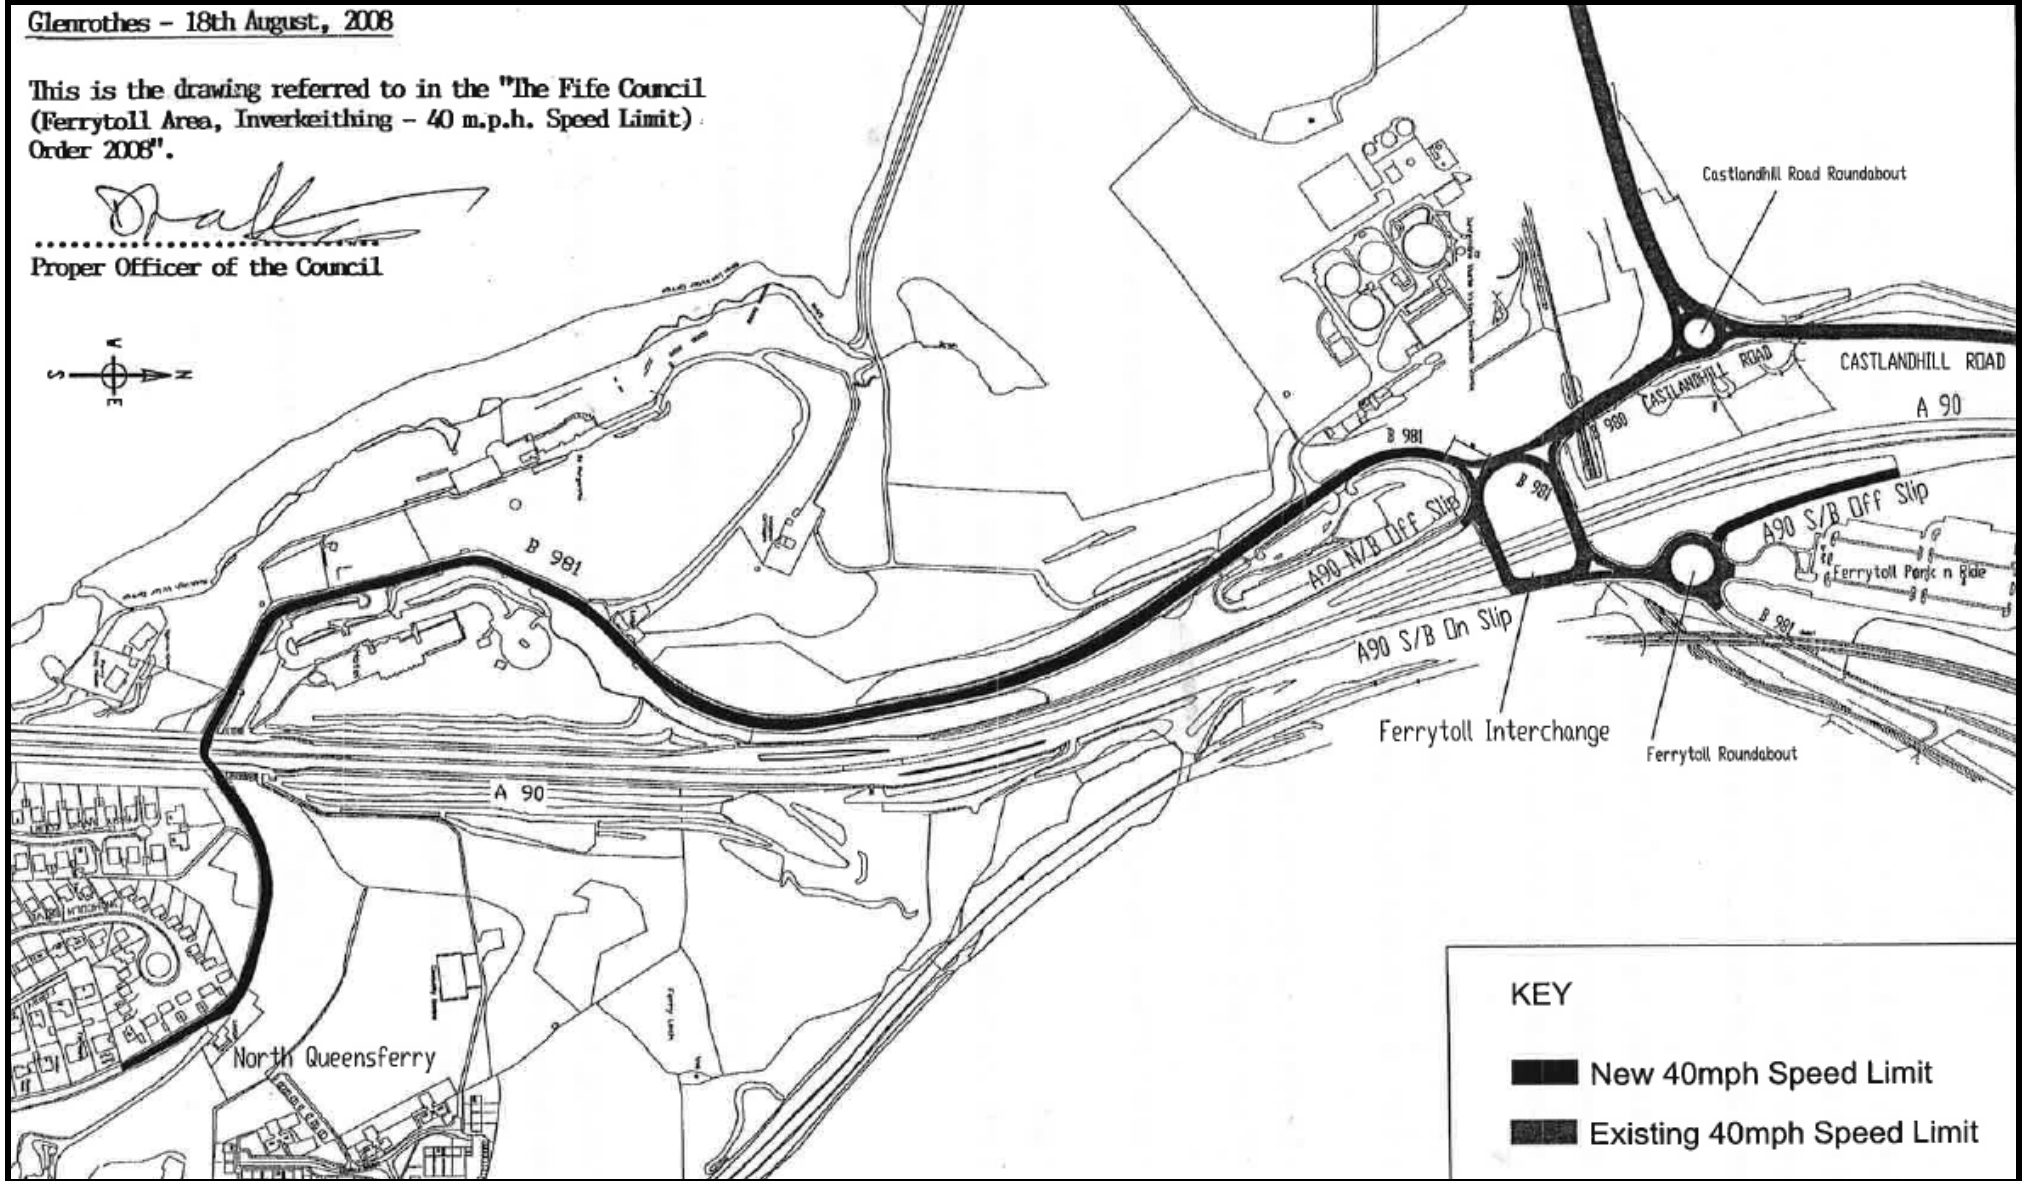 Glenrothes - 18th August, 2008
This is the drawing referred to in the "The Fife Council
(Ferrytoll Area, Inverkeithing - 40 m.p.h. Speed Limit)
Order 2008".
Proper Officer of the Council
W
S
N
E
Castlandhill Road Roundabout
CASTLANDHILL ROAD
CASTLANDHILL ROAD
A 90
B 980
B 981
B 981
A90 N/B Off Slip
A90 S/B Off Slip
Ferrytoll Park n Ride
B 981
A90 S/B On Slip
Ferrytoll Interchange
Ferrytoll Roundabout
B 981
A 90
Ferry Loch
North Queensferry
KEY
New 40mph Speed Limit
Existing 40mph Speed Limit